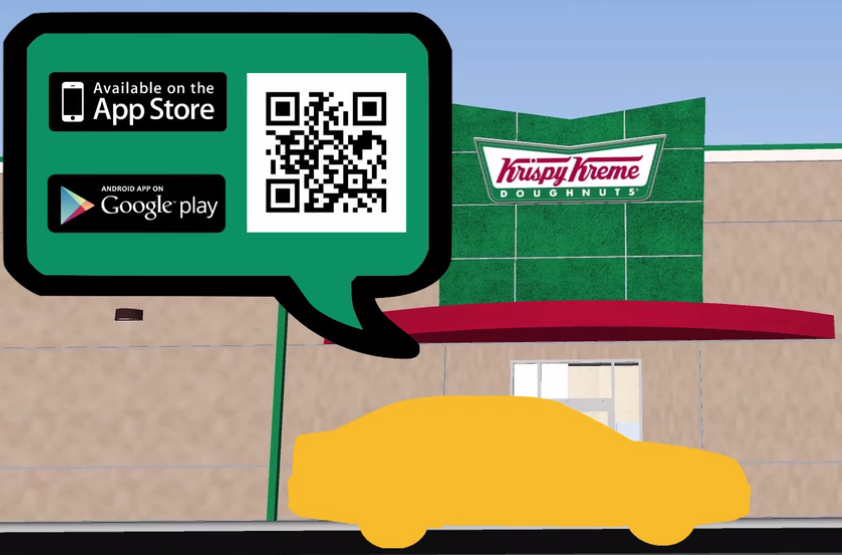 Available on the
App Store
ANDROID APP ON
Google play
Krispy Kreme
DOUGHNUTS